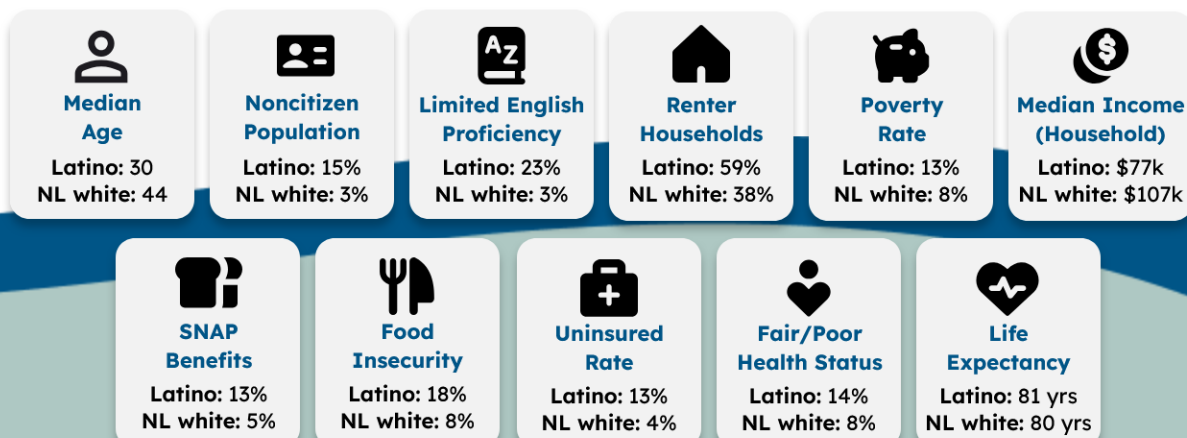 AZ
$
Median
Age
Latino: 30
NL white: 44
Noncitizen
Population
Latino: 15%
NL white: 3%
Limited English
Proficiency
Latino: 23%
NL white: 3%
Renter
Households
Latino: 59%
NL white: 38%
Poverty
Rate
Latino: 13%
NL white: 8%
Median Income
(Household)
Latino: $77k
NL white: $107k
SNAP
Benefits
Latino: 13%
NL white: 5%
Food
Insecurity
Latino: 18%
NL white: 8%
Uninsured
Rate
Latino: 13%
NL white: 4%
Fair/Poor
Health Status
Latino: 14%
NL white: 8%
Life
Expectancy
Latino: 81 yrs
NL white: 80 yrs